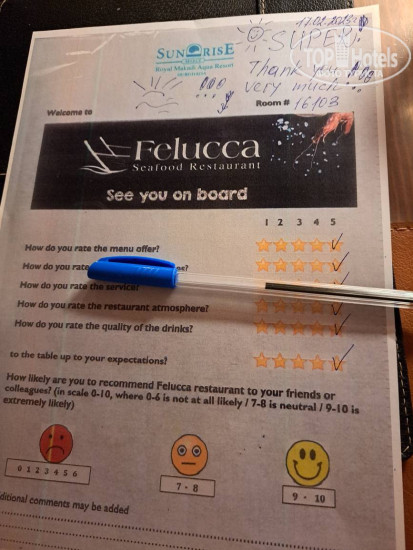 17.02.2023
SUNRISE
Royal Makadi Aqua Resort
SUPER!
TopHotels
Thank you
very much
Welcome to
Room # 16103
Felucca
Seafood Restaurant
See you on board
1 2 3 4 5
How do you rate the menu offer?
How do you rate
How do you rate the service?
How do you rate the restaurant atmosphere?
How do you rate the quality of the drinks?
to the table up to your expectations?
How likely are you to recommend Felucca restaurant to your friends or
colleagues? (in scale 0-10, where 0-6 is not at all likely / 7-8 is neutral / 9-10 is
extremely likely)
0 1 2 3 4 5 6
7 - 8
9 - 10
ditional comments may be added